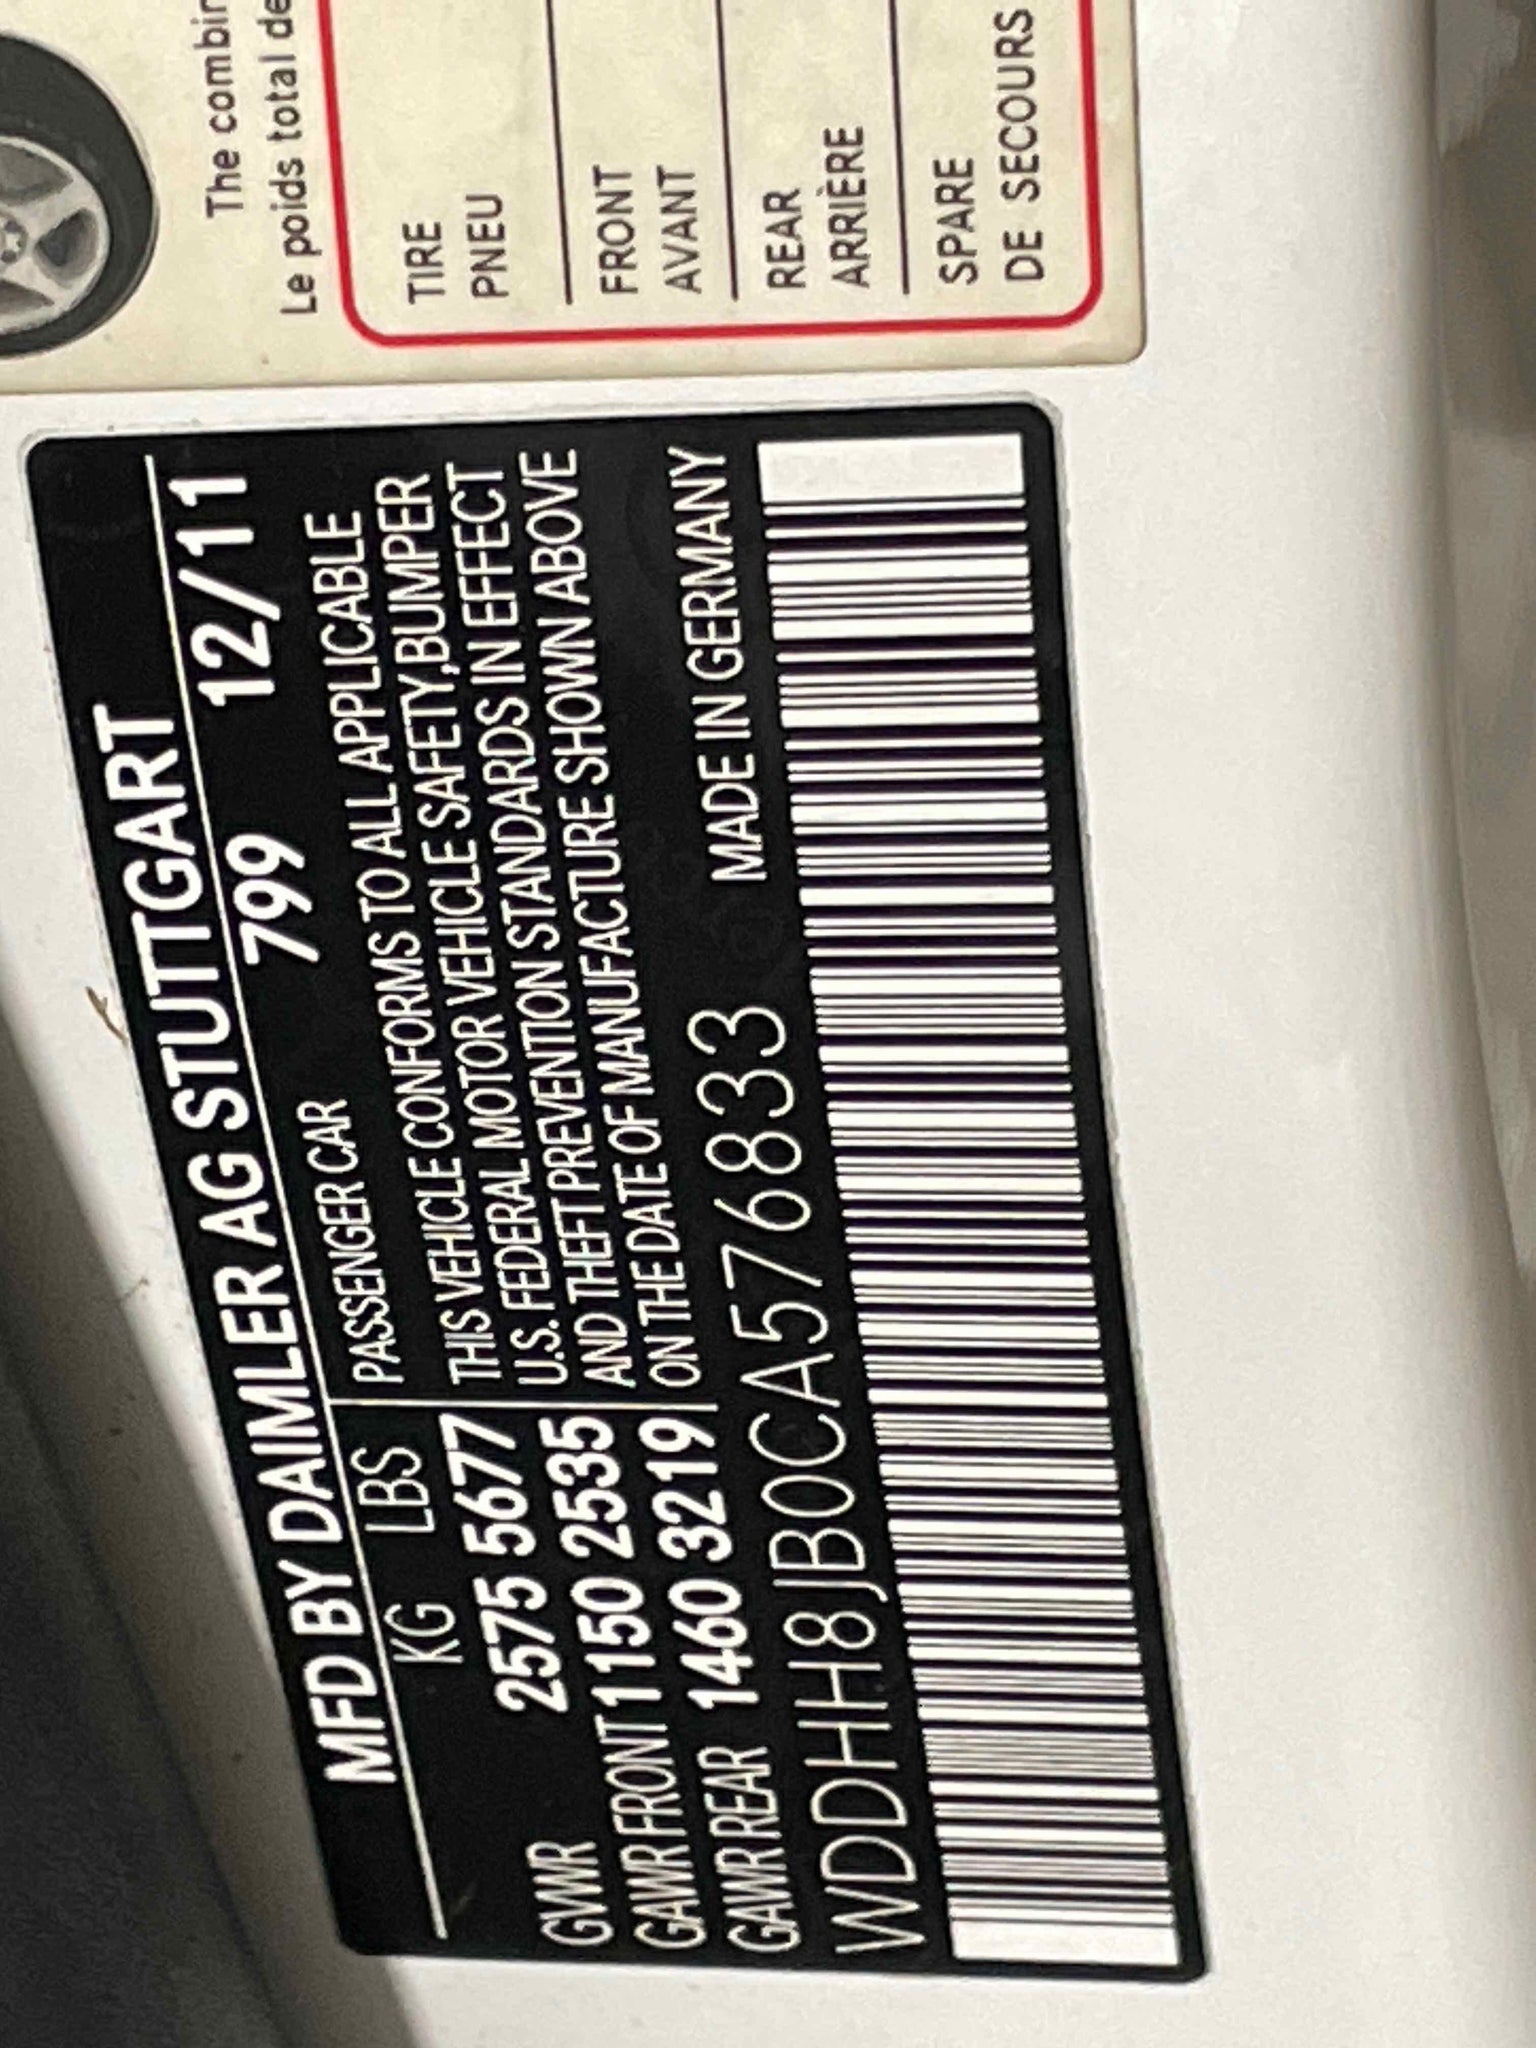 MFD BY DAIMLER AG STUTTGART
KG LBS PASSENGER CAR 799 12/11
GVWR 2575 5677 THIS VEHICLE CONFORMS TO ALL APPLICABLE
GAWR FRONT 1150 2535 U.S. FEDERAL MOTOR VEHICLE SAFETY,BUMPER
GAWR REAR 1460 3219 AND THEFT PREVENTION STANDARDS IN EFFECT
ON THE DATE OF MANUFACTURE SHOWN ABOVE
WDDHH8JB0CA576833 MADE IN GERMANY
The combin
Le poids total de
TIRE
PNEU
FRONT
AVANT
REAR
ARRIÈRE
SPARE
DE SECOURS